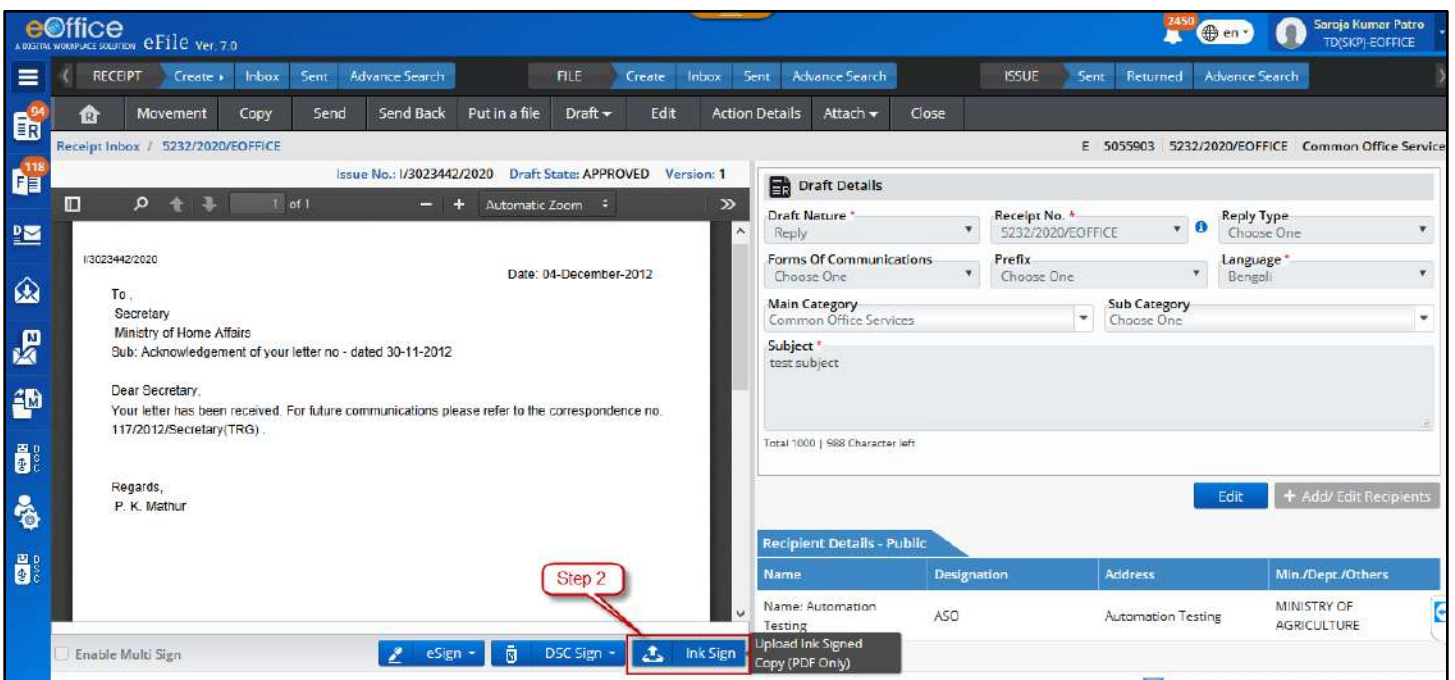 eOffice
A DIGITAL WORKPLACE SOLUTION eFile Ver. 7.0
2450
en
Saroja Kumar Patro
TD(SKP)-EOFFICE
RECEIPT Create Inbox Sent Advance Search FILE Create Inbox Sent Advance Search ISSUE Sent Returned Advance Search
94
R Movement Copy Send Send Back Put in a file Draft Edit Action Details Attach Close
Receipt Inbox / 5232/2020/EOFFICE
E 5055903 5232/2020/EOFFICE Common Office Service
118
Issue No.: I/3023442/2020 Draft State: APPROVED Version: 1
1 of 1 Automatic Zoom
I/3023442/2020
Date: 04-December-2012
To ,
Secretary
Ministry of Home Affairs
Sub: Acknowledgement of your letter no - dated 30-11-2012
Dear Secretary,
Your letter has been received. For future communications please refer to the correspondence no.
117/2012/Secretary(TRG) .
Regards,
P. K. Mathur
Draft Details
Draft Nature * Receipt No. * Reply Type
Reply 5232/2020/EOFFICE Choose One
Forms Of Communications Prefix Language *
Choose One Choose One Bengali
Main Category Sub Category
Common Office Services Choose One
Subject *
test subject
Total 1000 | 988 Character left
Edit + Add/ Edit Recipients
Recipient Details - Public
Name Designation Address Min./Dept./Others
Name: Automation Testing ASO Automation Testing MINISTRY OF AGRICULTURE
Step 2
Enable Multi Sign eSign DSC Sign Ink Sign
Upload Ink Signed
Copy (PDF Only)
R
F
D
N
M
DSC
DSC